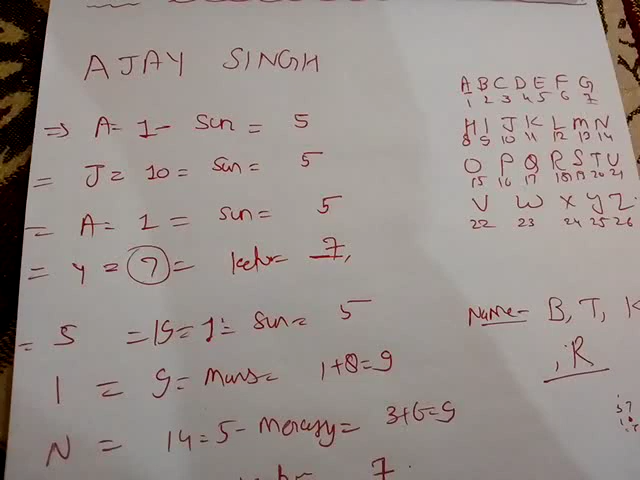 AJAY SINGH
⇒ A= 1- Sun = 5
= J= 10= Sun= 5
= A= 1 = Sun= 5
= Y = 7 = ketu= 7,
= S =19=1= Sun= 5
I = 9= Mars= 1+8=9
N = 14=5- Mercury= 3+6=9
7.
A B C D E F G
1 2 3 4 5 6 7
H I J K L M N
8 9 10 11 12 13 14
O P Q R S T U
15 16 17 18 19 20 21
V W X Y Z
22 23 24 25 26
Name- B, T, K
, R